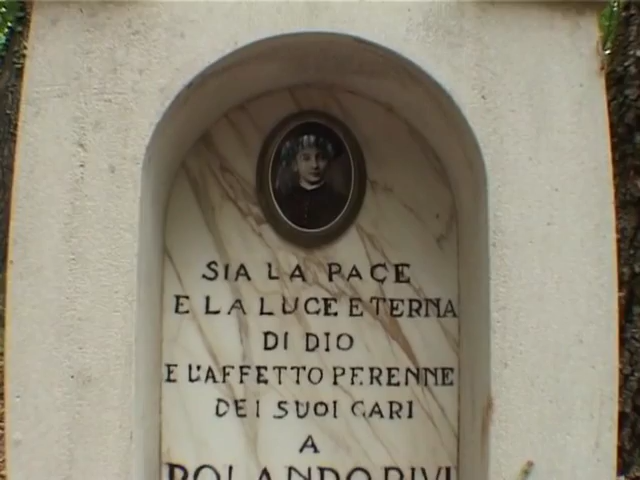 SIA LA PACE
E LA LUCE ETERNA
DI DIO
E L'AFFETTO PERENNE
DEI SUOI CARI
A
ROLANDO RIVI